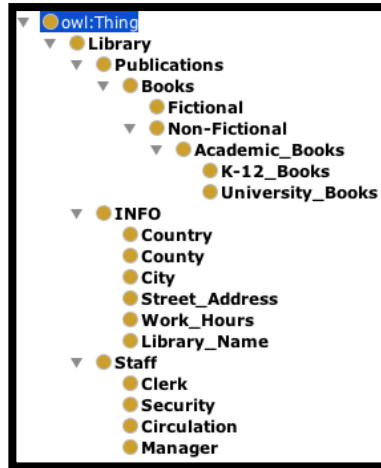 owl:Thing
Library
Publications
Books
Fictional
Non-Fictional
Academic_Books
K-12_Books
University_Books
INFO
Country
County
City
Street_Address
Work_Hours
Library_Name
Staff
Clerk
Security
Circulation
Manager